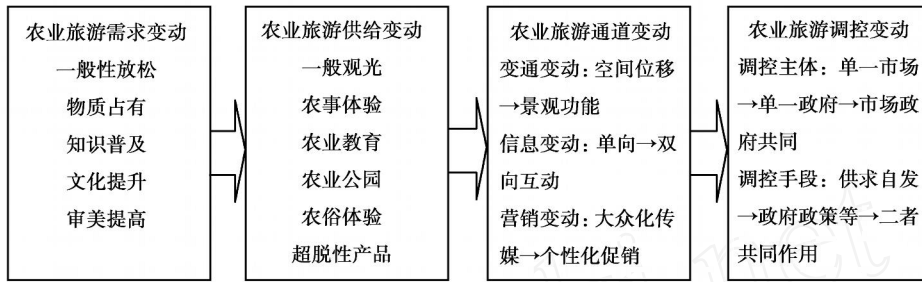 农业旅游需求变动
一般性放松
物质占有
知识普及
文化提升
审美提高
农业旅游供给变动
一般观光
农事体验
农业教育
农业公园
农俗体验
超脱性产品
农业旅游通道变动
变通变动：空间位移
→景观功能
信息变动：单向→双
向互动
营销变动：大众化传
媒→个性化促销
农业旅游调控变动
调控主体：单一市场
→单一政府→市场政
府共同
调控手段：供求自发
→政府政策等→二者
共同作用